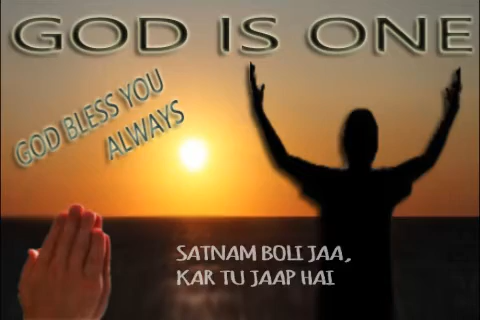 GOD IS ONE
GOD BLESS YOU
ALWAYS
SATNAM BOLI JAA,
KAR TU JAAP HAI